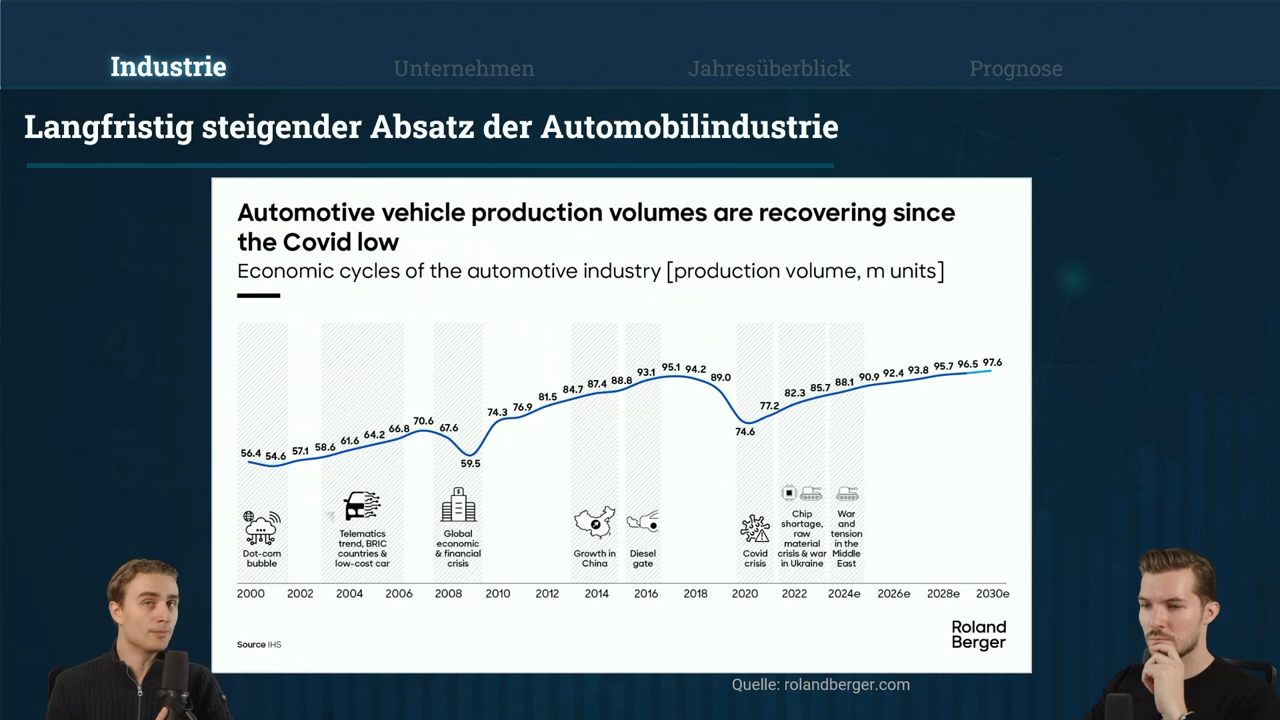 Industrie
Unternehmen
Jahresüberblick
Prognose
Langfristig steigender Absatz der Automobilindustrie
Automotive vehicle production volumes are recovering since
the Covid low
Economic cycles of the automotive industry [production volume, m units]
56.4 54.6 57.1 58.6 61.6 64.2 66.8 70.6 67.6 59.5 74.3 76.9 81.5 84.7 87.4 88.8 93.1 95.1 94.2 89.0 74.6 77.2 82.3 85.7 88.1 90.9 92.4 93.8 95.7 96.5 97.6
Dot-com
bubble
Telematics
trend, BRIC
countries &
low-cost car
Global
economic
& financial
crisis
Growth in
China
Diesel
gate
Covid
crisis
Chip
shortage,
raw
material
crisis & war
in Ukraine
War
and
tension
in the
Middle
East
2000 2002 2004 2006 2008 2010 2012 2014 2016 2018 2020 2022 2024e 2026e 2028e 2030e
Source IHS
Roland
Berger
Quelle: rolandberger.com